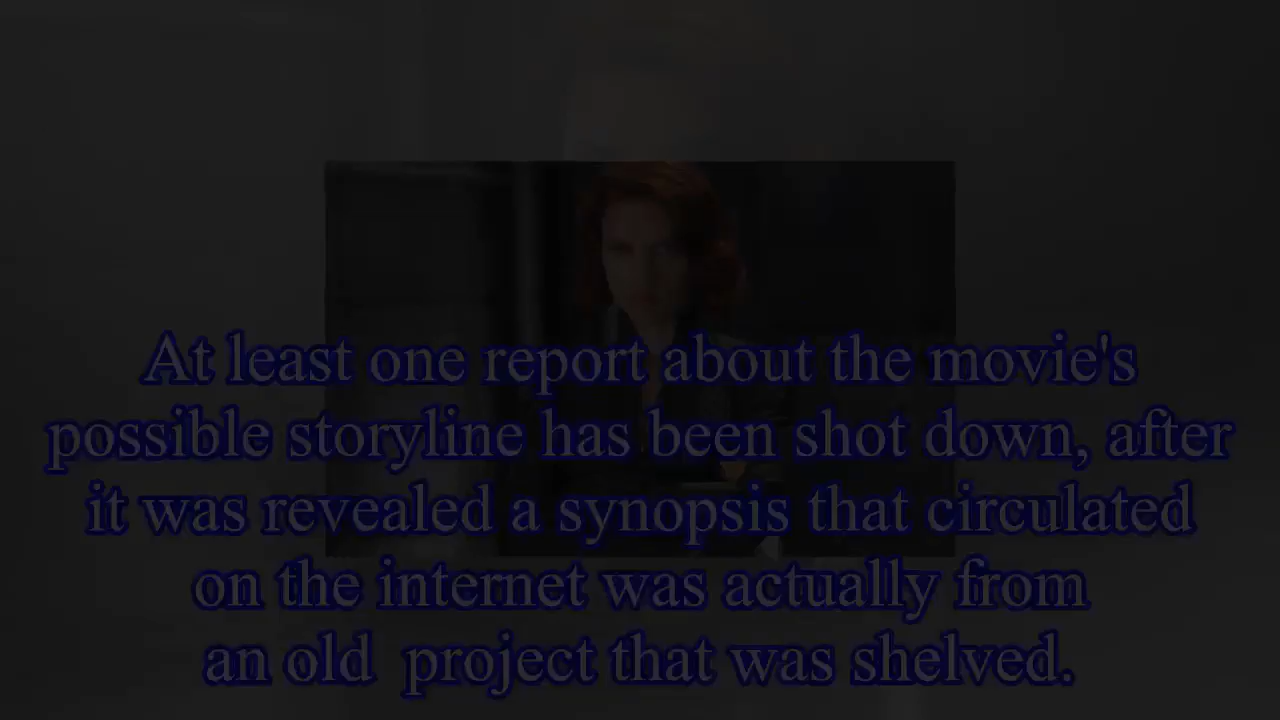 At least one report about the movie's
possible storyline has been shot down, after
it was revealed a synopsis that circulated
on the internet was actually from
an old  project that was shelved.